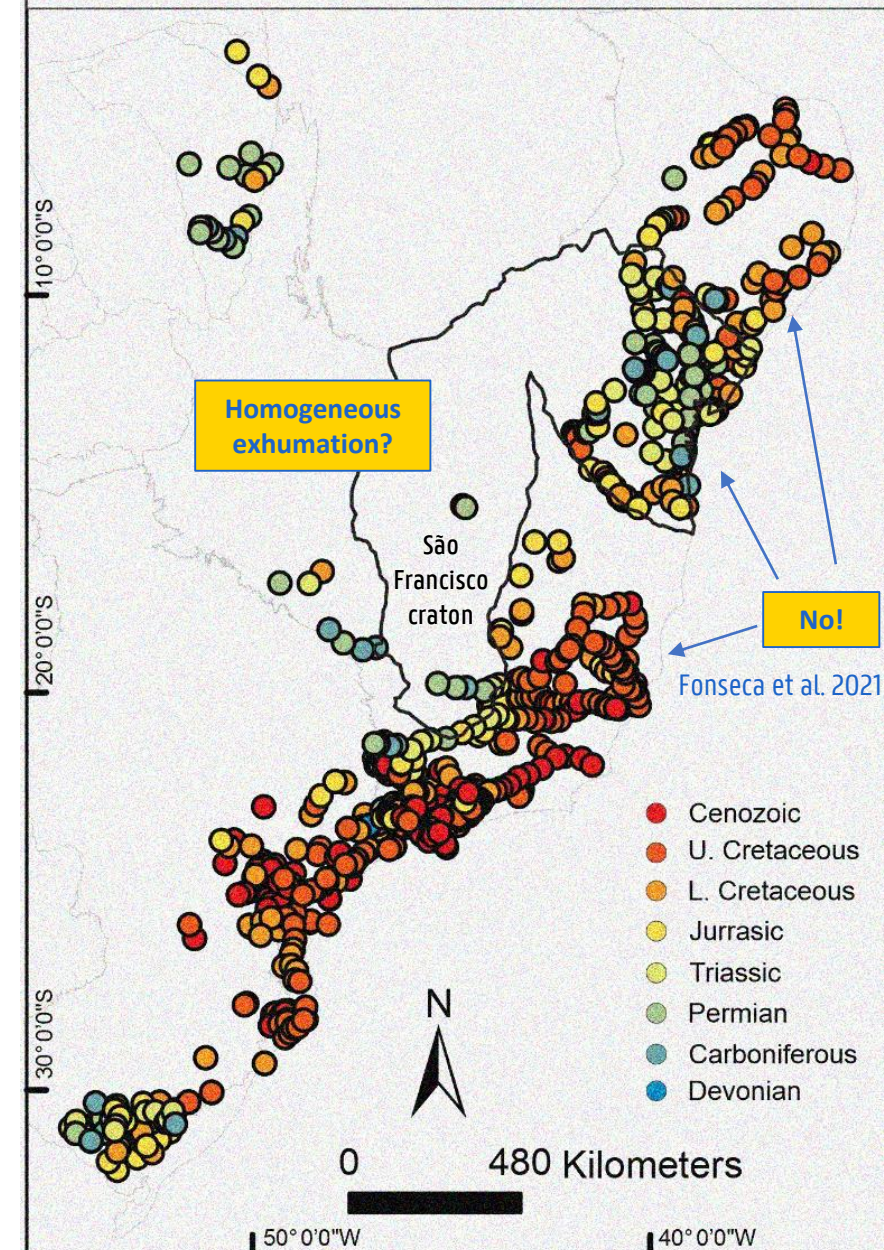 10°0'0"S
Homogeneous
exhumation?
São
Francisco
craton
20°0'0"S
No!
Fonseca et al. 2021
Cenozoic
U. Cretaceous
L. Cretaceous
Jurrasic
Triassic
Permian
Carboniferous
Devonian
N
30°0'0"S
0 480 Kilometers
50°0'0"W 40°0'0"W